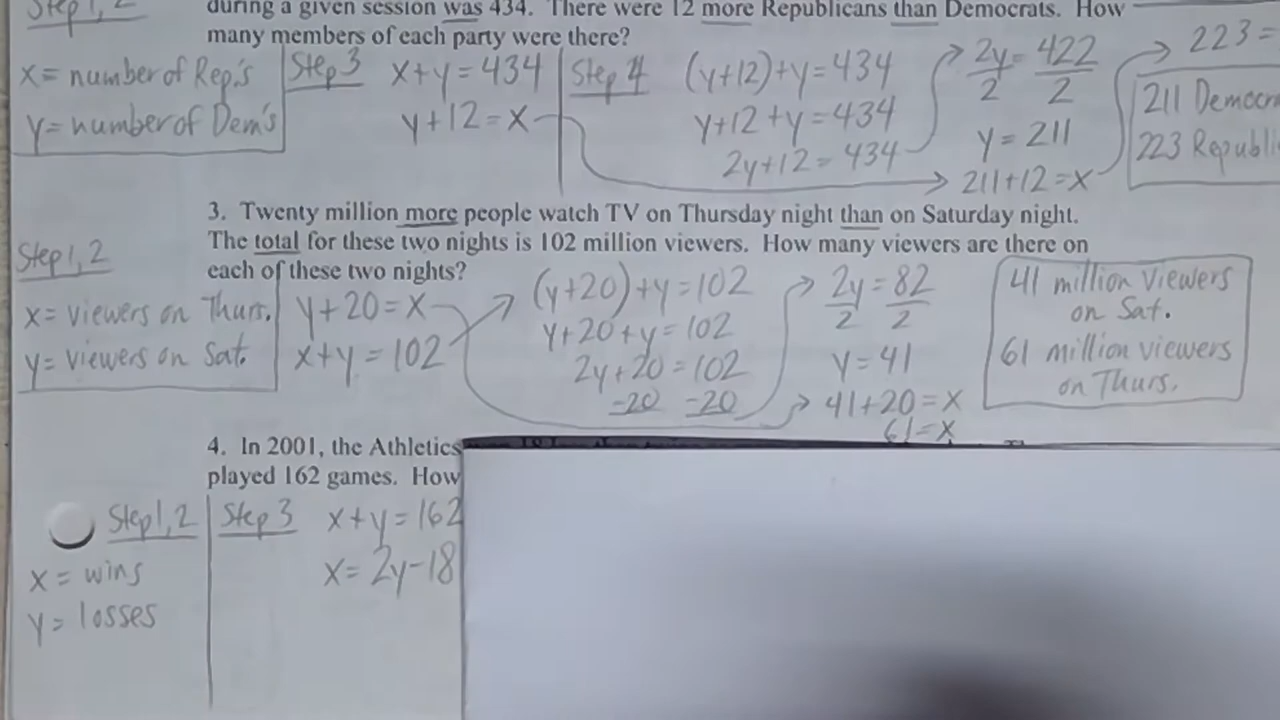 Step 1, 2
during a given session was 434. There were 12 more Republicans than Democrats. How
many members of each party were there?
x = number of Rep's
y = number of Dem's
Step 3
x + y = 434
y + 12 = x
Step 4
(y+12) + y = 434
y + 12 + y = 434
2y + 12 = 434
2y = 422
2 2
y = 211
211 + 12 = x
223 =
211 Democr
223 Republi
3. Twenty million more people watch TV on Thursday night than on Saturday night.
The total for these two nights is 102 million viewers. How many viewers are there on
each of these two nights?
Step 1, 2
x = viewers on Thurs.
y = viewers on Sat.
y + 20 = x
x + y = 102
(y+20) + y = 102
y + 20 + y = 102
2y + 20 = 102
-20 -20
2y = 82
2 2
y = 41
41 + 20 = x
61 = x
41 million viewers
on Sat.
61 million viewers
on Thurs.
4. In 2001, the Athletics
played 162 games. How
Step 1, 2
x = wins
y = losses
Step 3
x + y = 162
x = 2y - 18